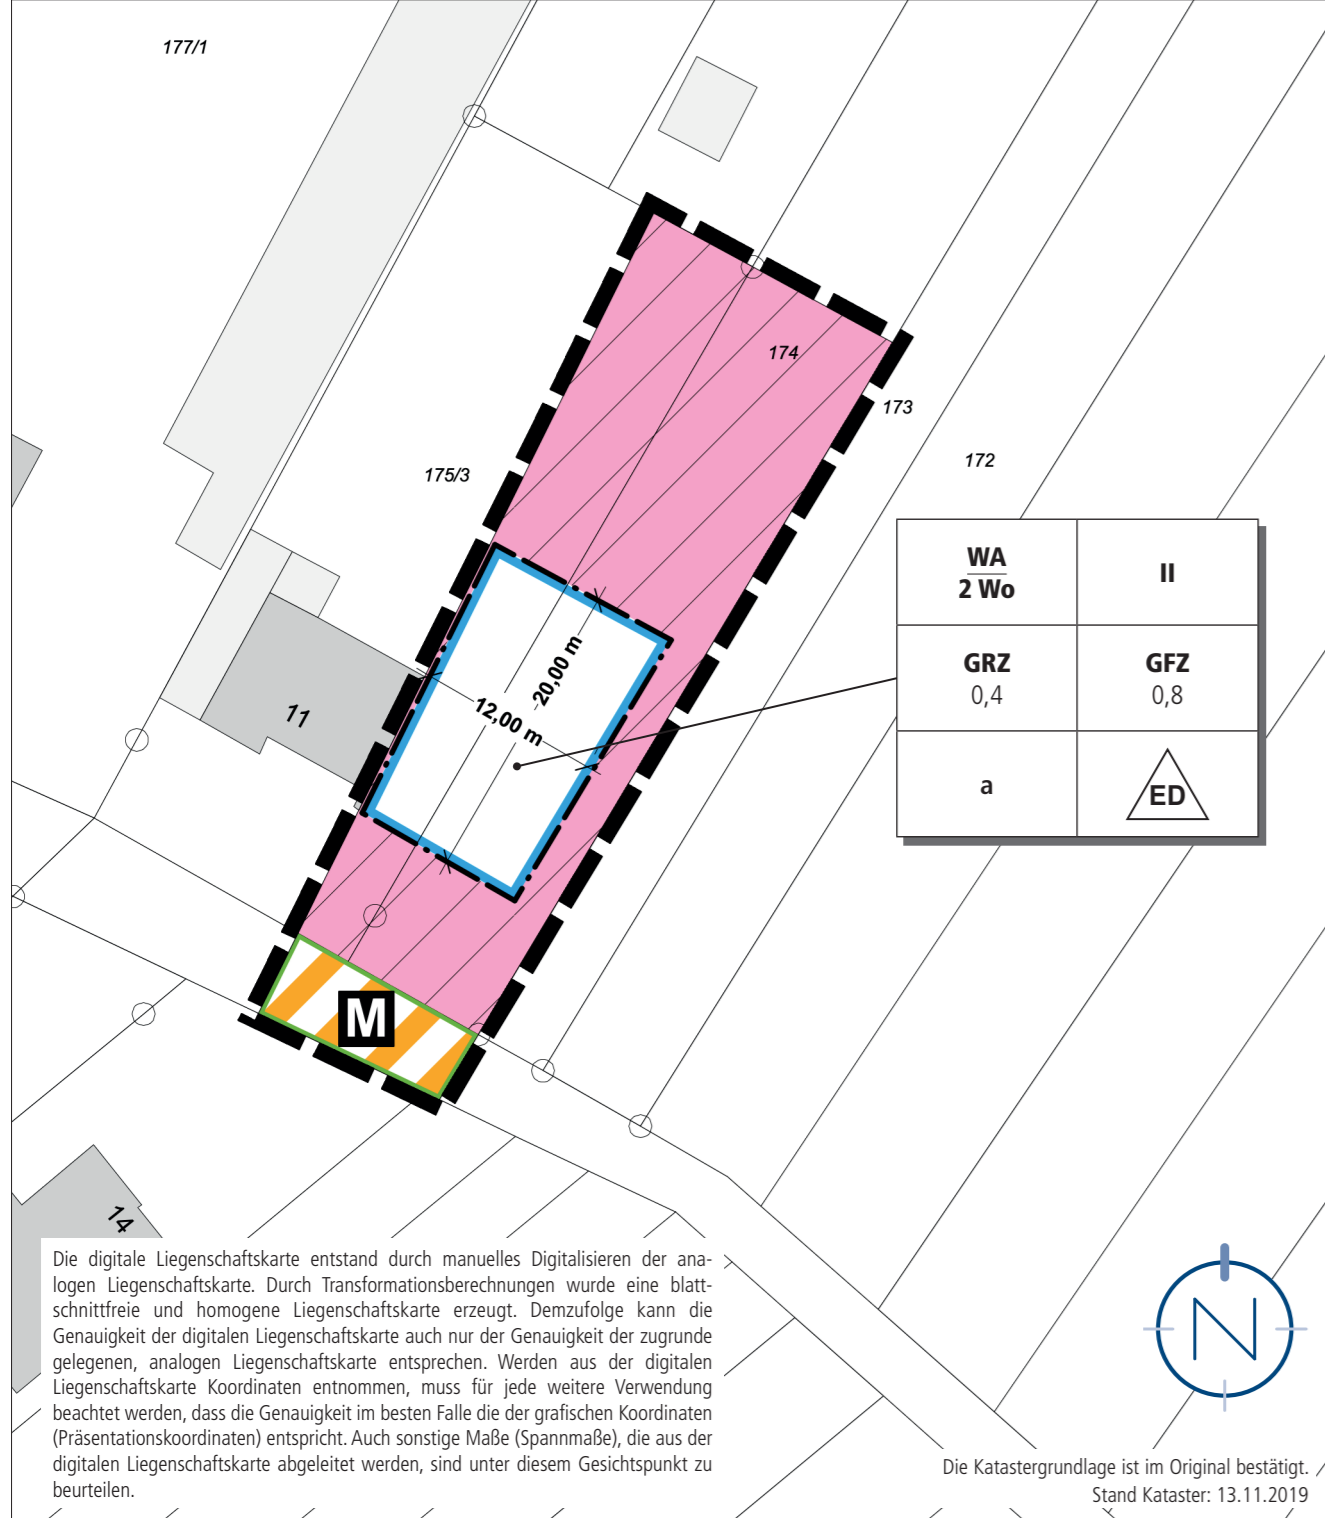 177/1
174
173
172
175/3
WA
2 Wo
II
GRZ
0,4
GFZ
0,8
a
ED
20,00 m
12,00 m
11
M
14
Die digitale Liegenschaftskarte entstand durch manuelles Digitalisieren der ana-
logen Liegenschaftskarte. Durch Transformationsberechnungen wurde eine blatt-
schnittfreie und homogene Liegenschaftskarte erzeugt. Demzufolge kann die
Genauigkeit der digitalen Liegenschaftskarte auch nur der Genauigkeit der zugrunde
gelegenen, analogen Liegenschaftskarte entsprechen. Werden aus der digitalen
Liegenschaftskarte Koordinaten entnommen, muss für jede weitere Verwendung
beachtet werden, dass die Genauigkeit im besten Falle die der grafischen Koordinaten
(Präsentationskoordinaten) entspricht. Auch sonstige Maße (Spannmaße), die aus der
digitalen Liegenschaftskarte abgeleitet werden, sind unter diesem Gesichtspunkt zu
beurteilen.
N
Die Katastergrundlage ist im Original bestätigt.
Stand Kataster: 13.11.2019